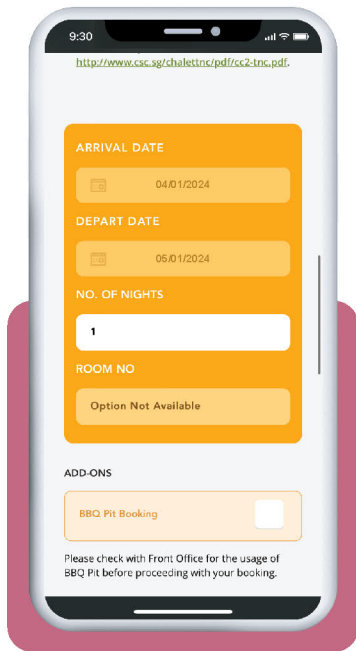 9:30
http://www.csc.sg/chalettnc/pdf/cc2-tnc.pdf.
ARRIVAL DATE
04/01/2024
DEPART DATE
05/01/2024
NO. OF NIGHTS
1
ROOM NO
Option Not Available
ADD-ONS
BBQ Pit Booking
Please check with Front Office for the usage of
BBQ Pit before proceeding with your booking.